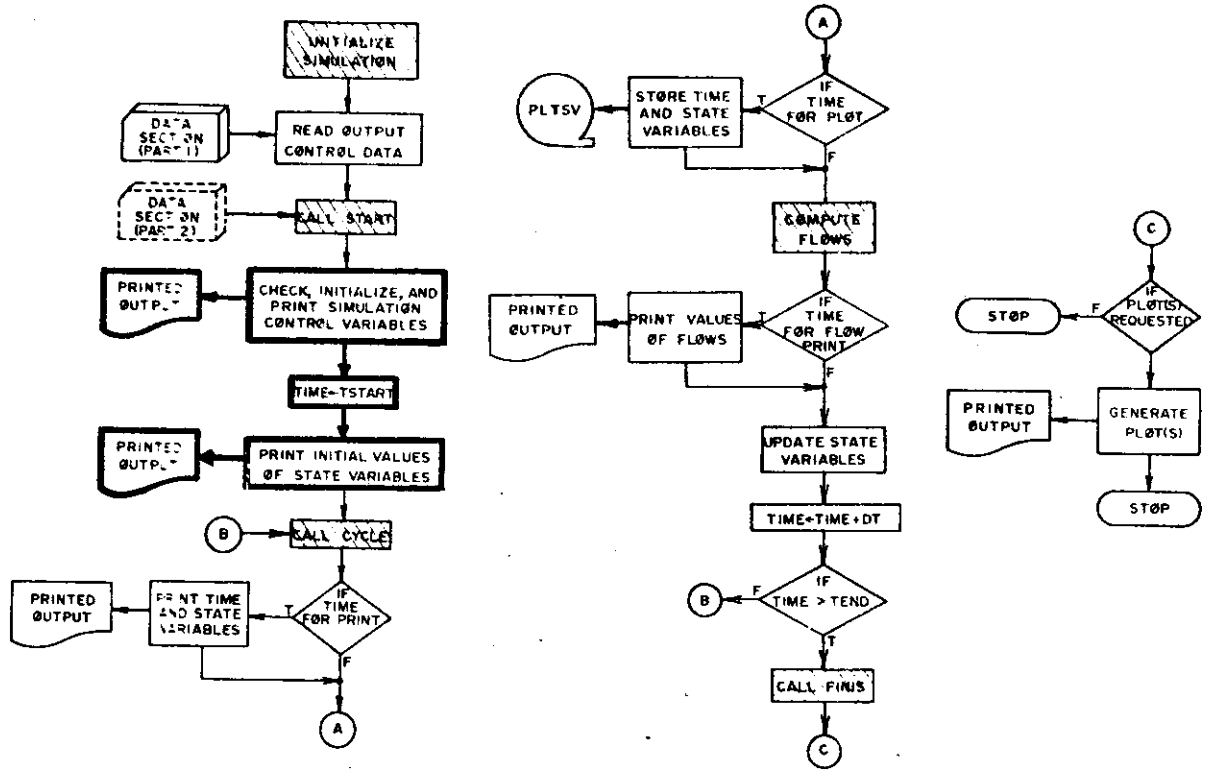 INITIALIZE
SIMULATION
DATA
SECTION
(PART 1)
READ ØUTPUT
CØNTRØL DATA
DATA
SECTIØN
(PART 2)
CALL START
PRINTED
ØUTPUT
CHECK, INITIALIZE, AND
PRINT SIMULATIØN
CØNTRØL VARIABLES
TIME←TSTART
PRINTED
ØUTPUT
PRINT INITIAL VALUES
ØF STATE VARIABLES
B
CALL CYCLE
PRINTED
ØUTPUT
PRINT TIME
AND STATE
VARIABLES
T
IF
TIME
FØR PRINT
F
A
A
PLTSV
STØRE TIME
AND STATE
VARIABLES
T
IF
TIME
FØR PLØT
F
CØMPUTE
FLØWS
PRINTED
ØUTPUT
PRINT VALUES
ØF FLØWS
T
IF
TIME
FØR FLØW
PRINT
F
UPDATE STATE
VARIABLES
TIME←TIME+DT
B
F
IF
TIME > TEND
T
CALL FINIS
C
C
STØP
F
IF
PLØT(S)
REQUESTED
PRINTED
ØUTPUT
GENERATE
PLØT(S)
STØP